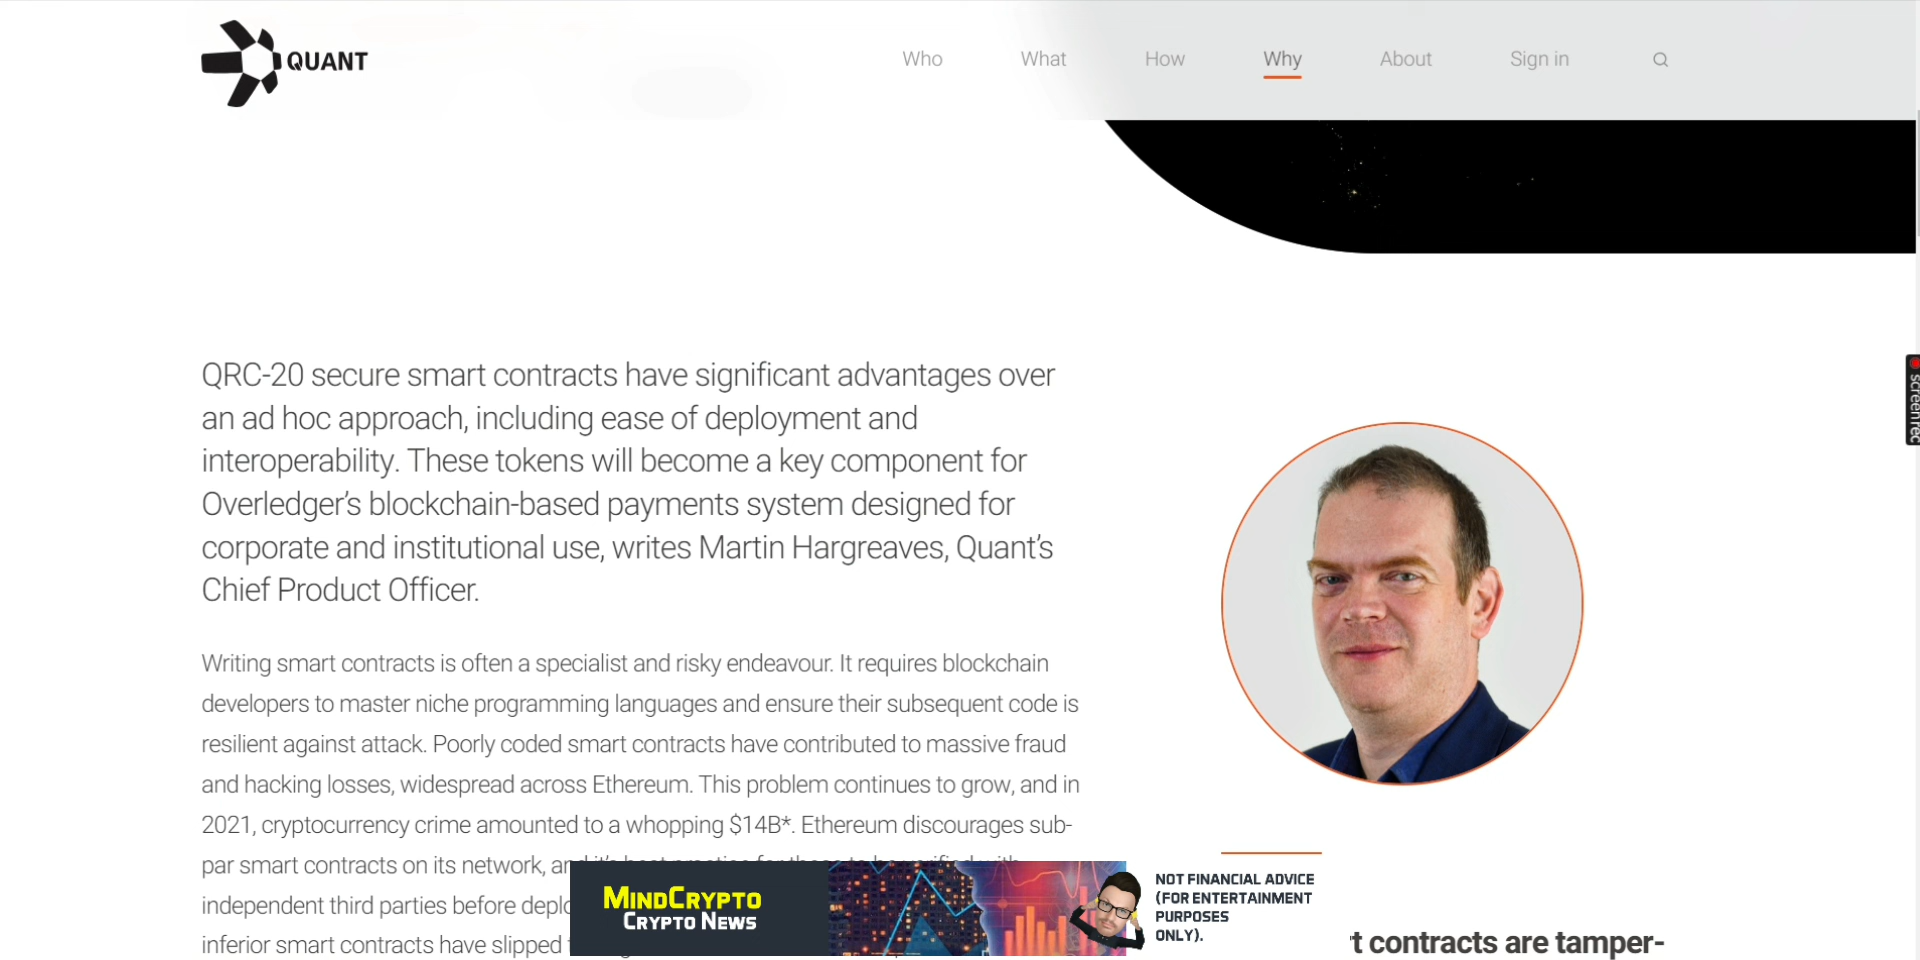 QUANT
Who
What
How
Why
About
Sign in
QRC-20 secure smart contracts have significant advantages over
an ad hoc approach, including ease of deployment and
interoperability. These tokens will become a key component for
Overledger's blockchain-based payments system designed for
corporate and institutional use, writes Martin Hargreaves, Quant's
Chief Product Officer.
Writing smart contracts is often a specialist and risky endeavour. It requires blockchain
developers to master niche programming languages and ensure their subsequent code is
resilient against attack. Poorly coded smart contracts have contributed to massive fraud
and hacking losses, widespread across Ethereum. This problem continues to grow, and in
2021, cryptocurrency crime amounted to a whopping $14B*. Ethereum discourages sub-
par smart contracts on its network,
independent third parties before
inferior smart contracts have slipped
t contracts are tamper-
MINDCRYPTO
CRYPTO NEWS
NOT FINANCIAL ADVICE
(FOR ENTERTAINMENT
PURPOSES
ONLY).
screenrec